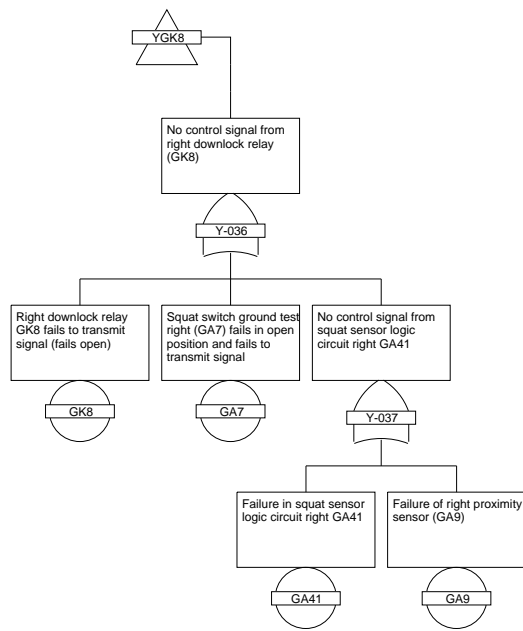 YGK8
No control signal from
right downlock relay
(GK8)
Y-036
Right downlock relay
GK8 fails to transmit
signal (fails open)
GK8
Squat switch ground test
right (GA7) fails in open
position and fails to
transmit signal
GA7
No control signal from
squat sensor logic
circuit right GA41
Y-037
Failure in squat sensor
logic circuit right GA41
GA41
Failure of right proximity
sensor (GA9)
GA9